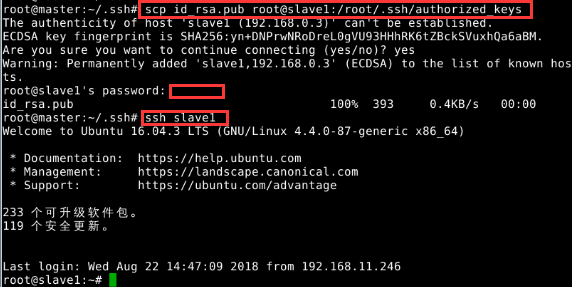 root@master:~/.ssh# scp id_rsa.pub root@slave1:/root/.ssh/authorized_keys
The authenticity of host 'slave1 (192.168.0.3)' can't be established.
ECDSA key fingerprint is SHA256:yn+DNPrwNRoDreL0gVU93HHhRK6tZBckSVuxhQa6aBM.
Are you sure you want to continue connecting (yes/no)? yes
Warning: Permanently added 'slave1,192.168.0.3' (ECDSA) to the list of known hos
ts.
root@slave1's password:
id_rsa.pub 100% 393 0.4KB/s 00:00
root@master:~/.ssh# ssh slave1
Welcome to Ubuntu 16.04.3 LTS (GNU/Linux 4.4.0-87-generic x86_64)
* Documentation: https://help.ubuntu.com
* Management: https://landscape.canonical.com
* Support: https://ubuntu.com/advantage
233 个可升级软件包。
119 个安全更新。
Last login: Wed Aug 22 14:47:09 2018 from 192.168.11.246
root@slave1:~#